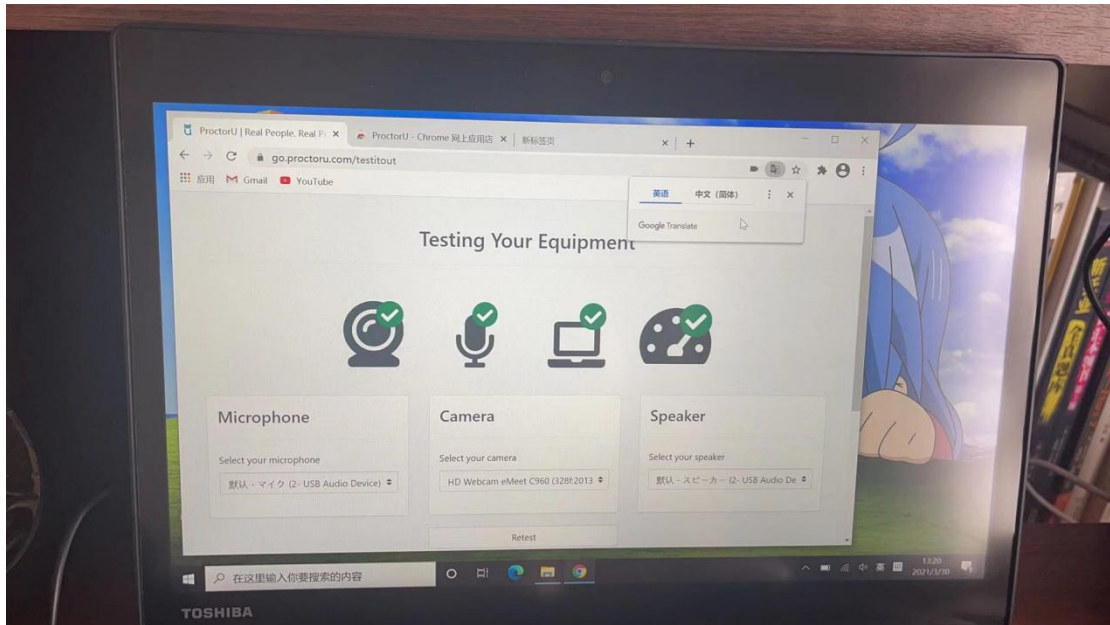 ProctorU | Real People. Real P
ProctorU - Chrome 网上应用店
新标签页
go.proctoru.com/testitout
应用
Gmail
YouTube
英语
中文（简体）
Google Translate
Testing Your Equipment
Microphone
Camera
Speaker
Select your microphone
Select your camera
Select your speaker
默认 - マイク (2- USB Audio Device)
HD Webcam eMeet C960 (328f:2013
默认 - スピーカー (2- USB Audio De
Retest
在这里输入你要搜索的内容
英
13:20
2021/3/30
TOSHIBA